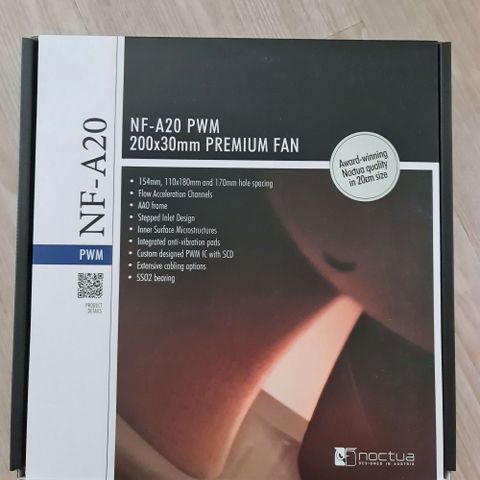 NF-A20
PWM
PRODUCT
DETAILS
NF-A20 PWM
200x30mm PREMIUM FAN
• 154mm, 110x180mm and 170mm hole spacing
• Flow Acceleration Channels
• AAO frame
• Stepped Inlet Design
• Inner Surface Microstructures
• Integrated anti-vibration pads
• Custom designed PWM IC with SCD
• Extensive cabling options
• SSO2 bearing
Award-winning
Noctua quality
in 20cm size
noctua
DESIGNED IN AUSTRIA